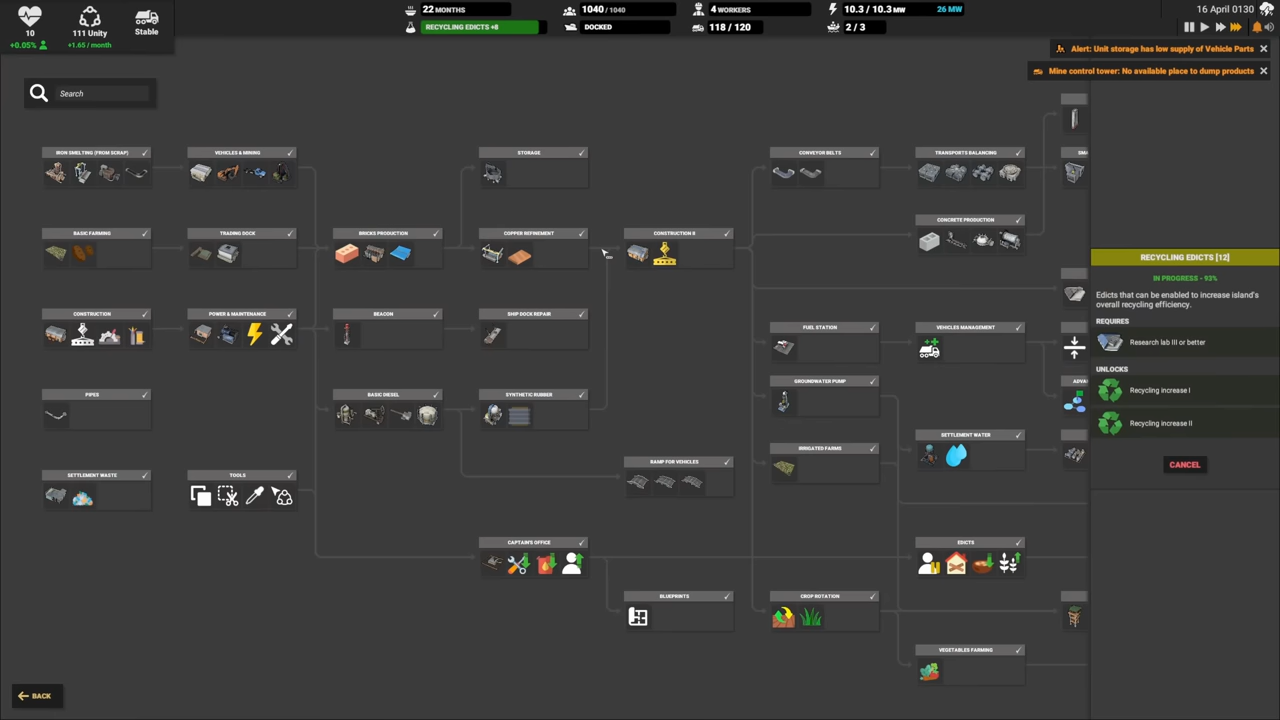 10
+0.05%
111 Unity
+1.65 / month
Stable
22 MONTHS
RECYCLING EDICTS +8
1040 / 1040
DOCKED
4 WORKERS
118 / 120
10.3 / 10.3 MW
26 MW
2 / 3
16 April 0130
Alert: Unit storage has low supply of Vehicle Parts
Mine control tower: No available place to dump products
Search
IRON SMELTING (FROM SCRAP)
VEHICLES & MINING
STORAGE
CONVEYOR BELTS
TRANSPORTS BALANCING
BASIC FARMING
TRADING DOCK
BRICKS PRODUCTION
COPPER REFINEMENT
CONSTRUCTION II
CONCRETE PRODUCTION
CONSTRUCTION
POWER & MAINTENANCE
BEACON
SHIP DOCK REPAIR
FUEL STATION
VEHICLES MANAGEMENT
PIPES
BASIC DIESEL
SYNTHETIC RUBBER
GROUNDWATER PUMP
SETTLEMENT WASTE
TOOLS
RAMP FOR VEHICLES
IRRIGATED FARMS
SETTLEMENT WATER
CAPTAIN'S OFFICE
EDICTS
BLUEPRINTS
CROP ROTATION
VEGETABLES FARMING
RECYCLING EDICTS [12]
IN PROGRESS - 93%
Edicts that can be enabled to increase island's
overall recycling efficiency.
REQUIRES
Research lab III or better
UNLOCKS
Recycling increase I
Recycling increase II
CANCEL
BACK